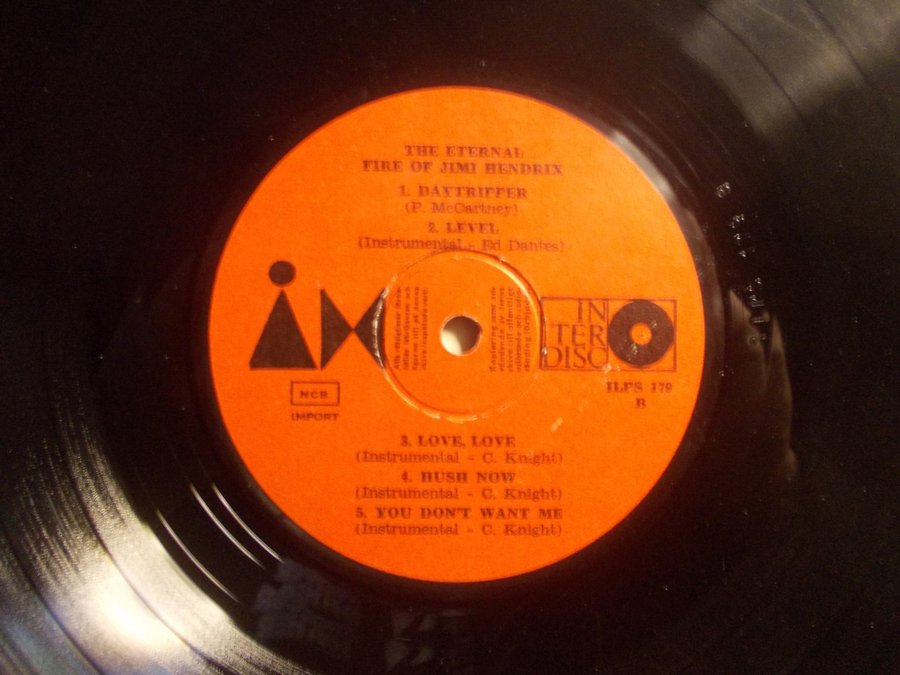 THE ETERNAL
FIRE OF JIMI HENDRIX
1. DAYTRIPPER
(P. McCartney)
2. LEVEL
(Instrumental - Ed Dantes)
IN
TER
DISC
NCB
IMPORT
ILPS 179
B
3. LOVE, LOVE
(Instrumental - C. Knight)
4. HUSH NOW
(Instrumental - C. Knight)
5. YOU DON'T WANT ME
(Instrumental - C. Knight)